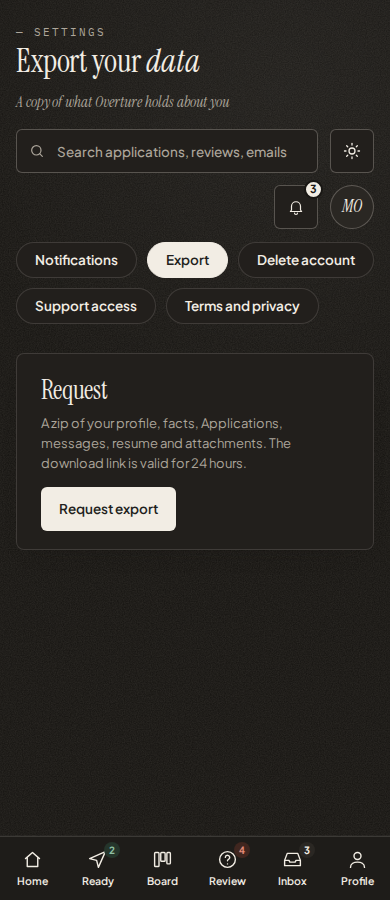 — SETTINGS
Export your data
A copy of what Overture holds about you
Search applications, reviews, emails
3
MO
Notifications
Export
Delete account
Support access
Terms and privacy
Request
A zip of your profile, facts, Applications,
messages, resume and attachments. The
download link is valid for 24 hours.
Request export
2
4
3
Home
Ready
Board
Review
Inbox
Profile